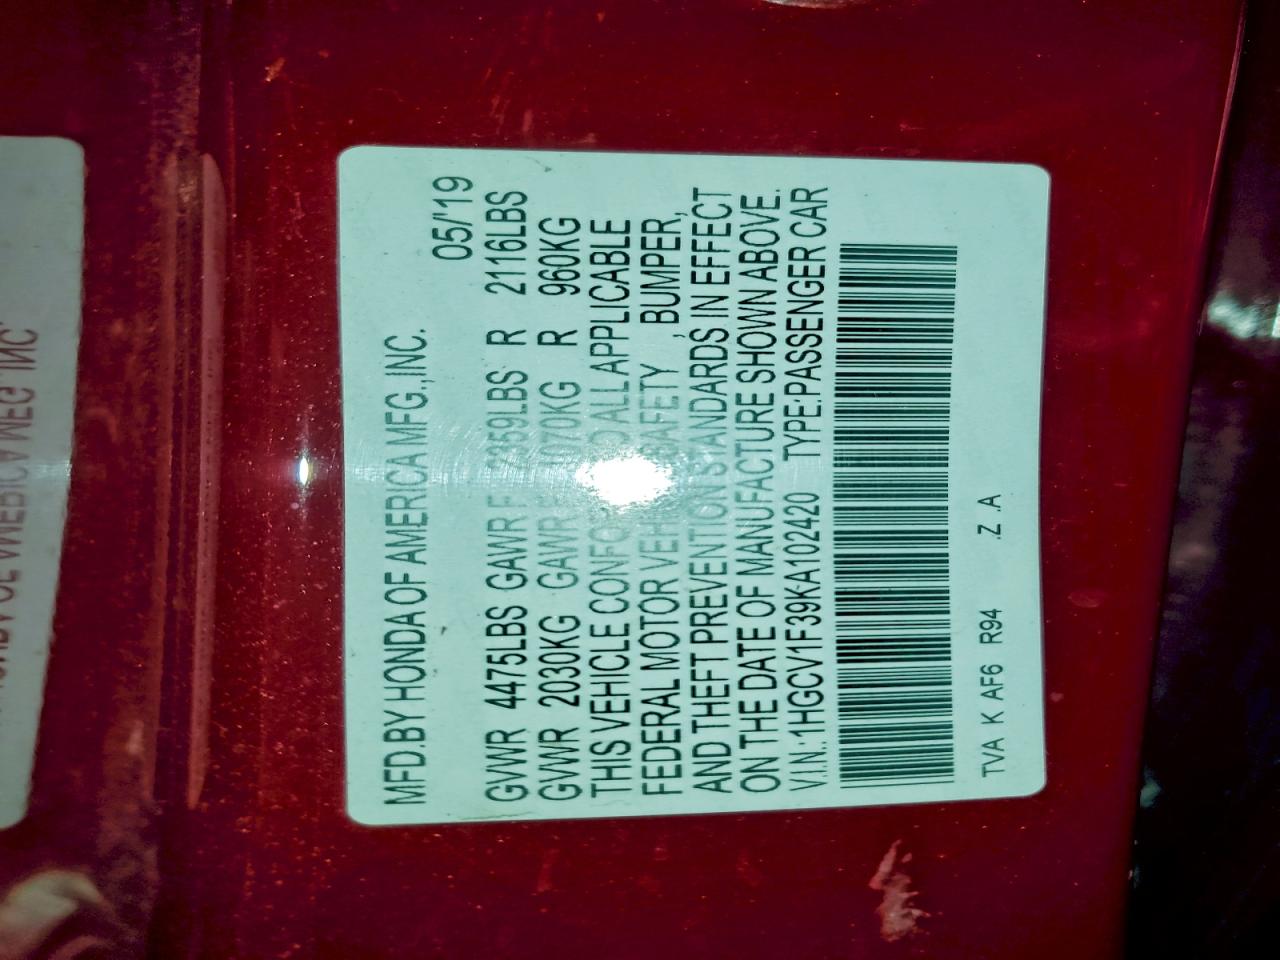 MFD.BY HONDA OF AMERICA MFG.,INC.
05/'19
GVWR 4475LBS GAWR F 2359LBS R 2116LBS
GVWR 2030KG GAWR 1070KG R 960KG
THIS VEHICLE ALL APPLICABLE
FEDERAL MOTOR SAFETY , BUMPER,
AND THEFT PREVENTION STANDARDS IN EFFECT
ON THE DATE OF MANUFACTURE SHOWN ABOVE.
V.I.N.:1HGCV1F39KA102420 TYPE:PASSENGER CAR
TVA K AF6 R94 .Z .A